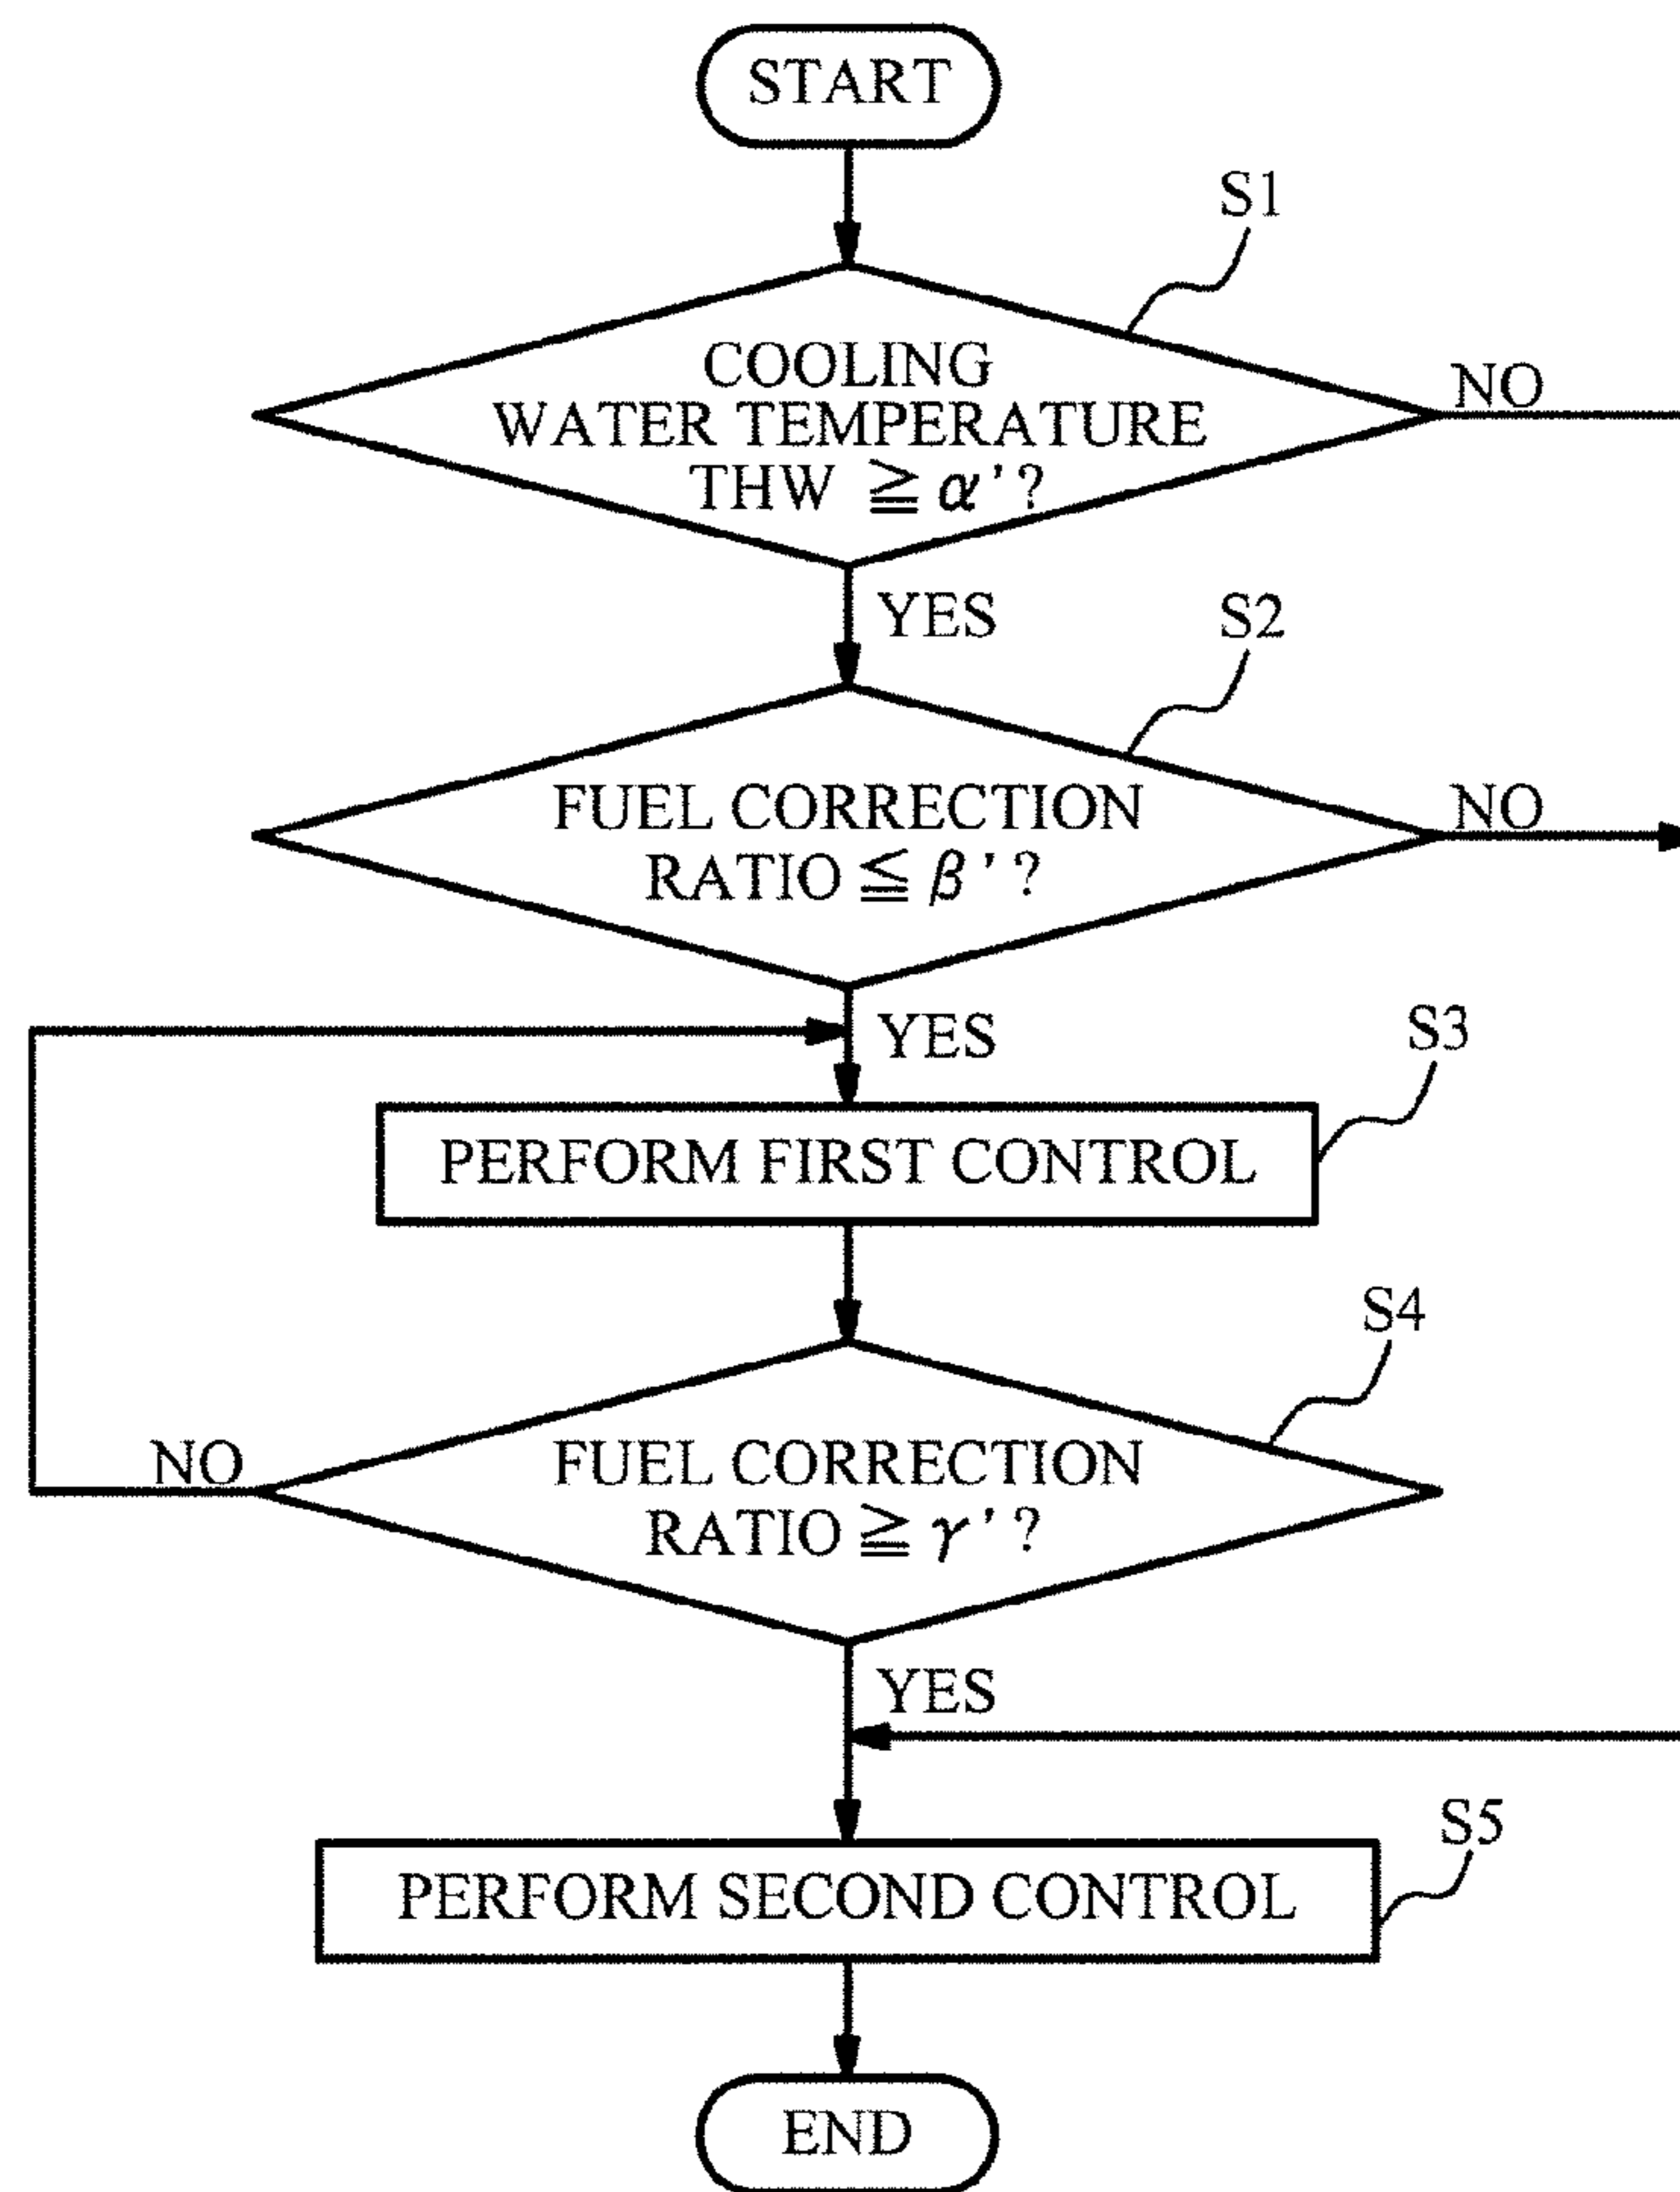 START
S1
COOLING
WATER TEMPERATURE
THW ≧ α'?
NO
YES
S2
FUEL CORRECTION
RATIO ≦ β'?
NO
YES
S3
PERFORM FIRST CONTROL
S4
FUEL CORRECTION
RATIO ≧ γ'?
NO
YES
S5
PERFORM SECOND CONTROL
END